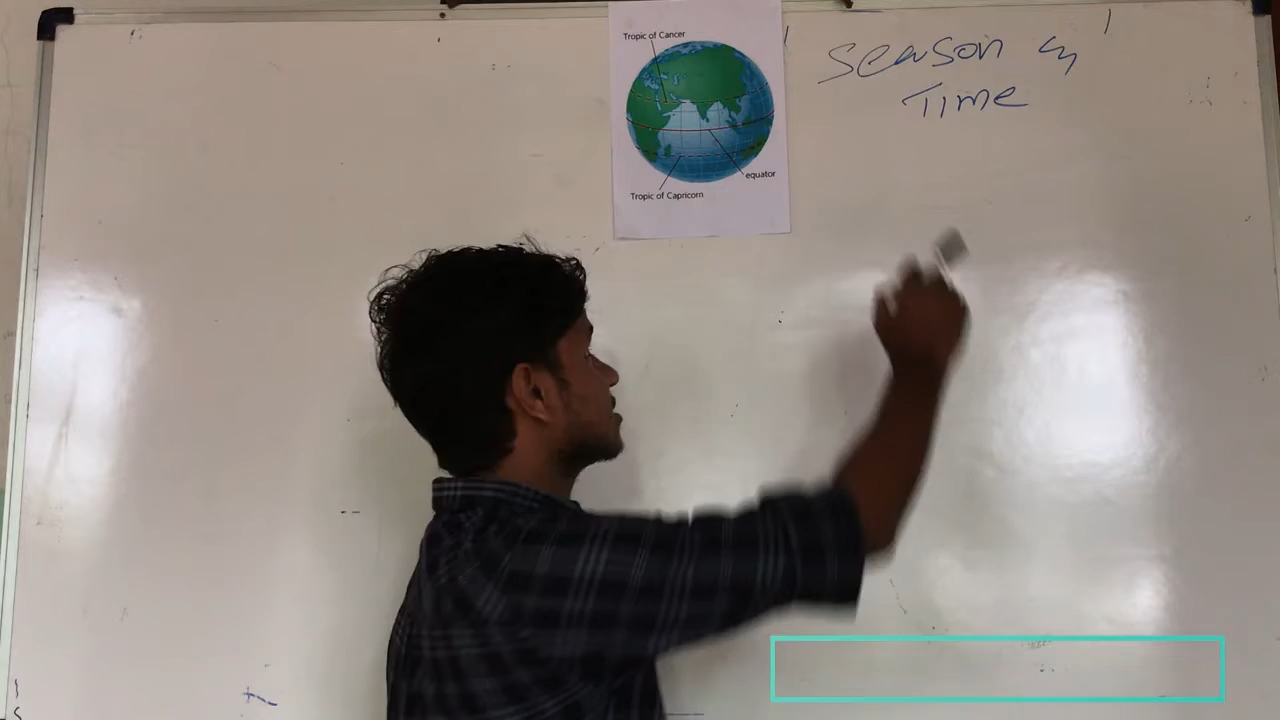 Tropic of Cancer
equator
Tropic of Capricorn
Season
Time